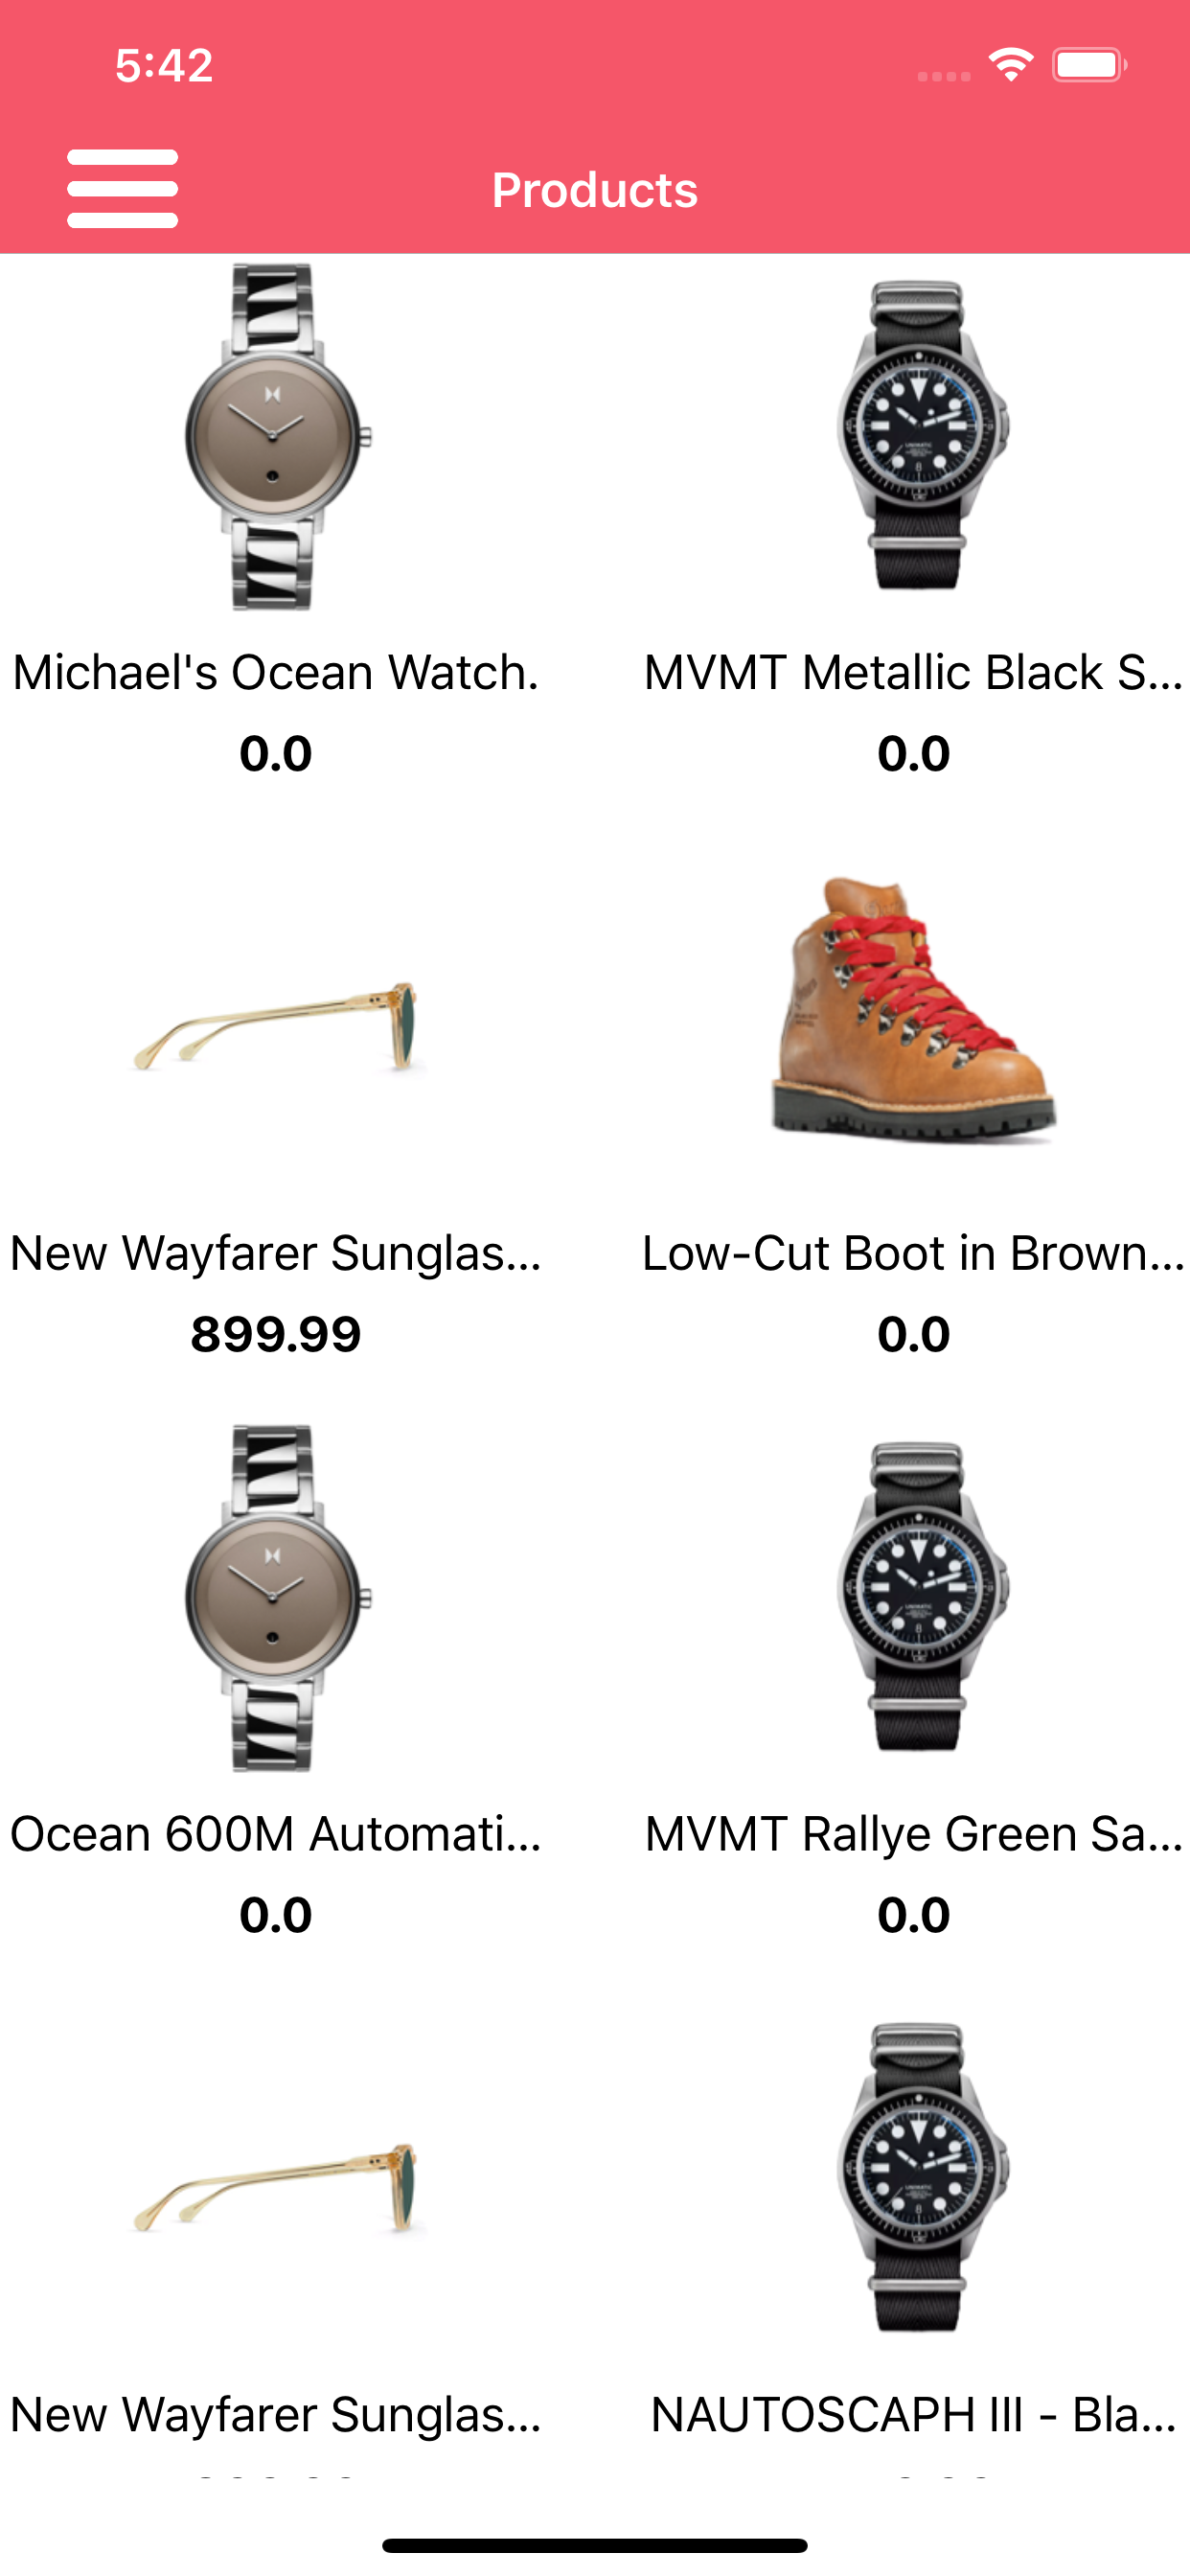 5:42
Products
Michael's Ocean Watch.
MVMT Metallic Black S...
0.0
0.0
New Wayfarer Sunglas...
Low-Cut Boot in Brown...
899.99
0.0
Ocean 600M Automati...
MVMT Rallye Green Sa...
0.0
0.0
New Wayfarer Sunglas...
NAUTOSCAPH III - Bla...